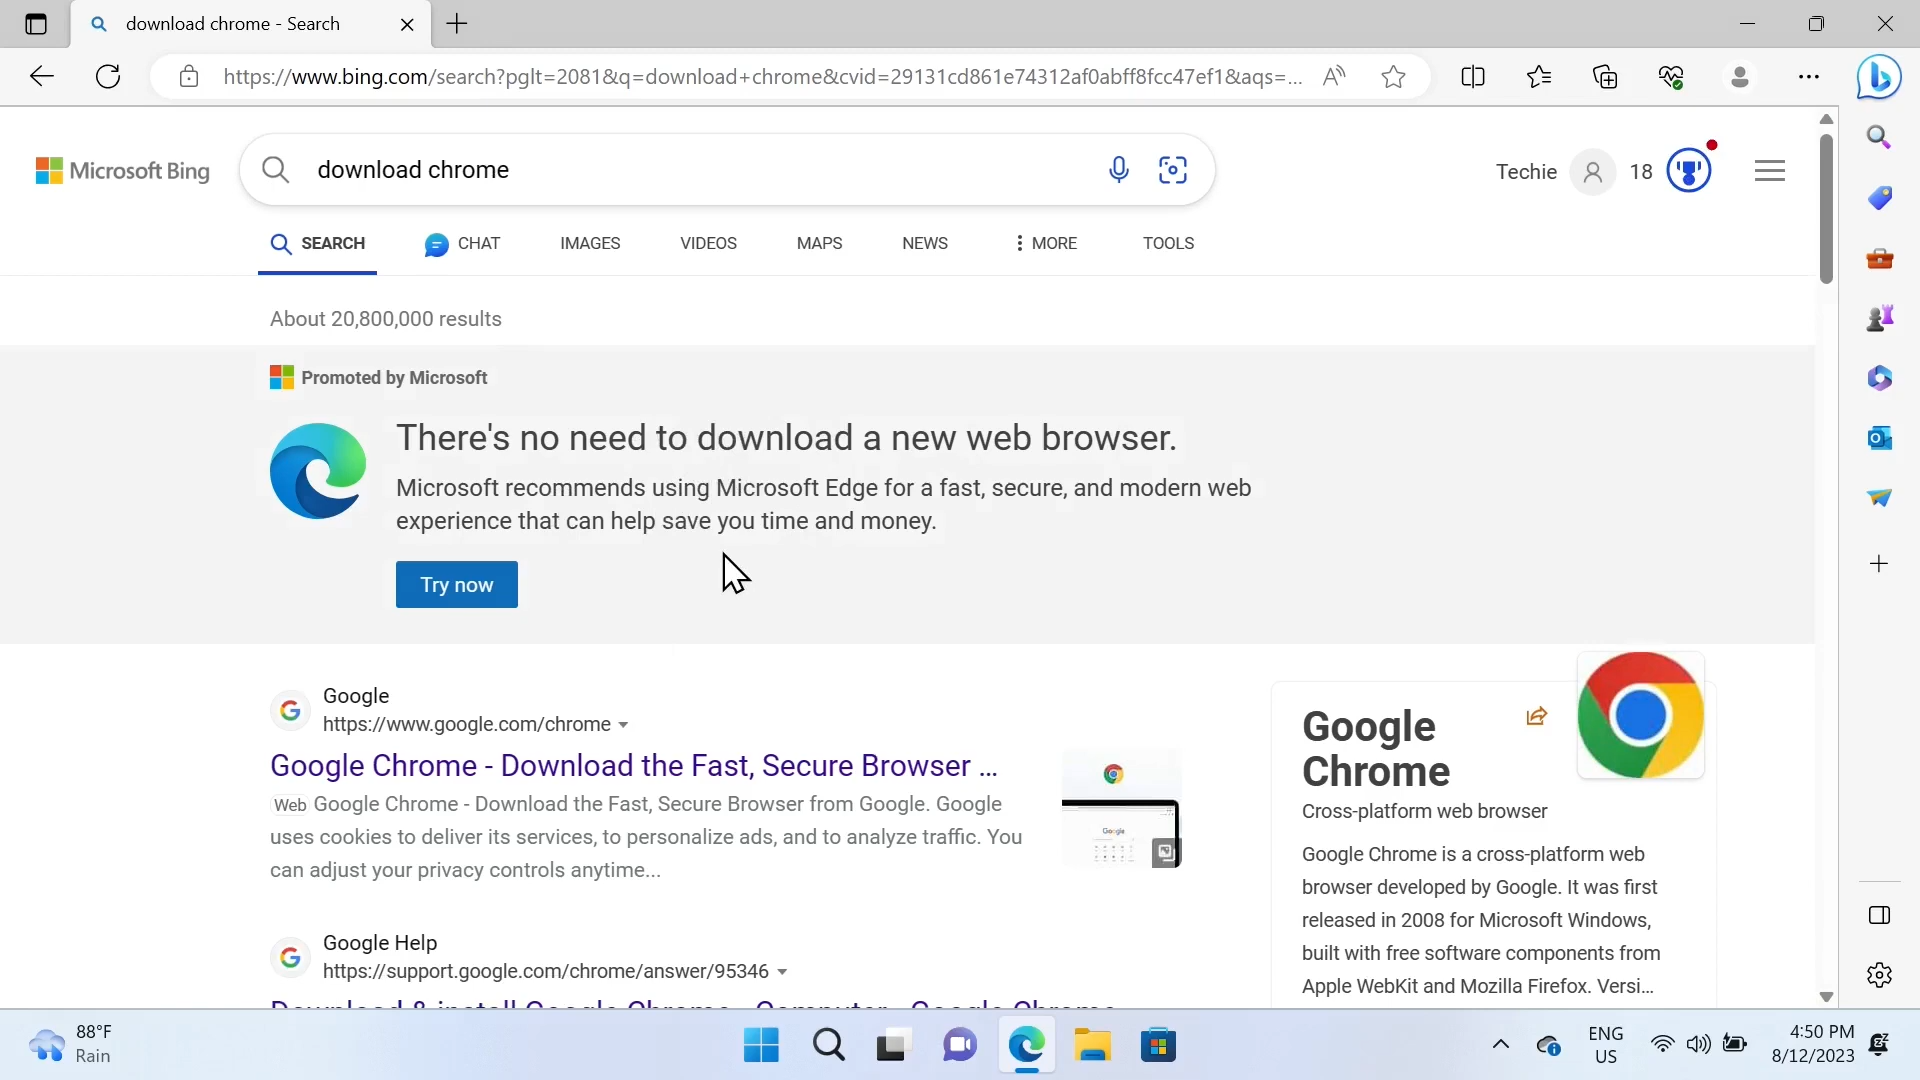 download chrome - Search
https://www.bing.com/search?pglt=2081&q=download+chrome&cvid=29131cd861e74312af0abff8fcc47ef1&aqs=...
Microsoft Bing
download chrome
Techie
18
SEARCH
CHAT
IMAGES
VIDEOS
MAPS
NEWS
MORE
TOOLS
About 20,800,000 results
Promoted by Microsoft
There's no need to download a new web browser.
Microsoft recommends using Microsoft Edge for a fast, secure, and modern web
experience that can help save you time and money.
Try now
Google
https://www.google.com/chrome
Google Chrome - Download the Fast, Secure Browser ...
Web Google Chrome - Download the Fast, Secure Browser from Google. Google
uses cookies to deliver its services, to personalize ads, and to analyze traffic. You
can adjust your privacy controls anytime...
Google
Google Help
https://support.google.com/chrome/answer/95346
Download & install Google Chrome - Computer - Google Chrome
Google
Chrome
Cross-platform web browser
Google Chrome is a cross-platform web
browser developed by Google. It was first
released in 2008 for Microsoft Windows,
built with free software components from
Apple WebKit and Mozilla Firefox. Versi...
88°F
Rain
ENG
US
4:50 PM
8/12/2023